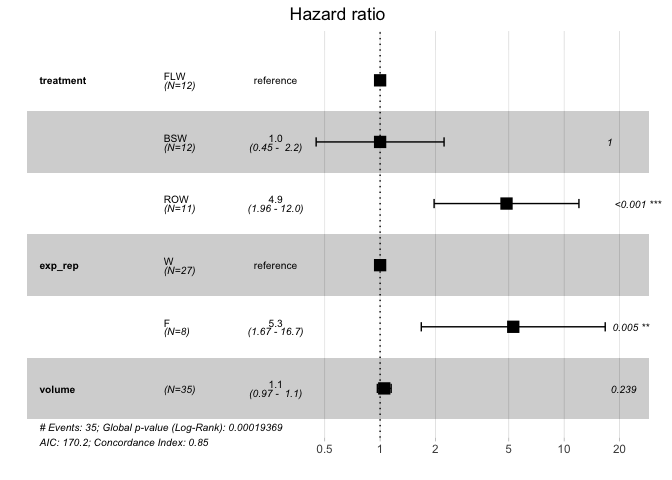 Hazard ratio
treatment FLW reference
(N=12)
BSW 1.0
(N=12) (0.45 - 2.2) 1
ROW 4.9
(N=11) (1.96 - 12.0) <0.001 ***
exp_rep W reference
(N=27)
F 5.3
(N=8) (1.67 - 16.7) 0.005 **
volume (N=35) 1.1
(0.97 - 1.1) 0.239
# Events: 35; Global p-value (Log-Rank): 0.00019369
AIC: 170.2; Concordance Index: 0.85
0.5 1 2 5 10 20